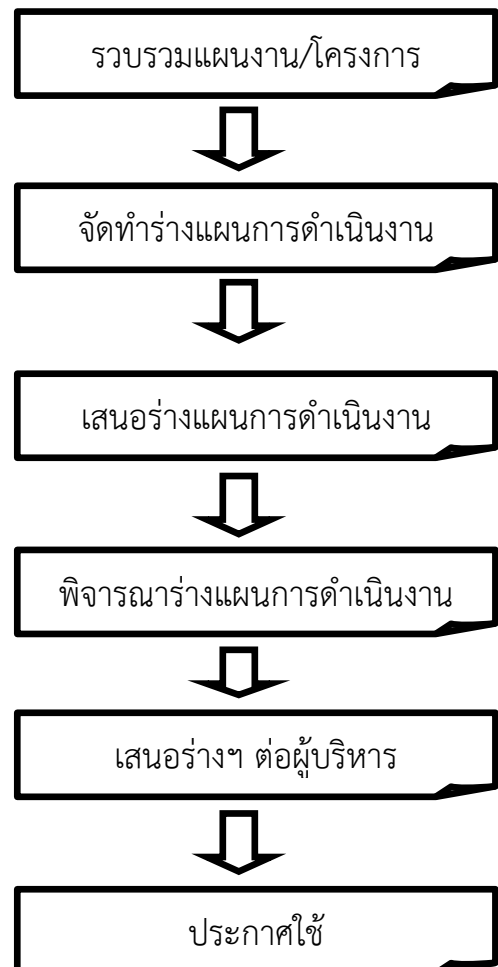 รวบรวมแผนงาน/โครงการ
จัดทำร่างแผนการดำเนินงาน
เสนอร่างแผนการดำเนินงาน
พิจารณาร่างแผนการดำเนินงาน
เสนอร่างฯ ต่อผู้บริหาร
ประกาศใช้